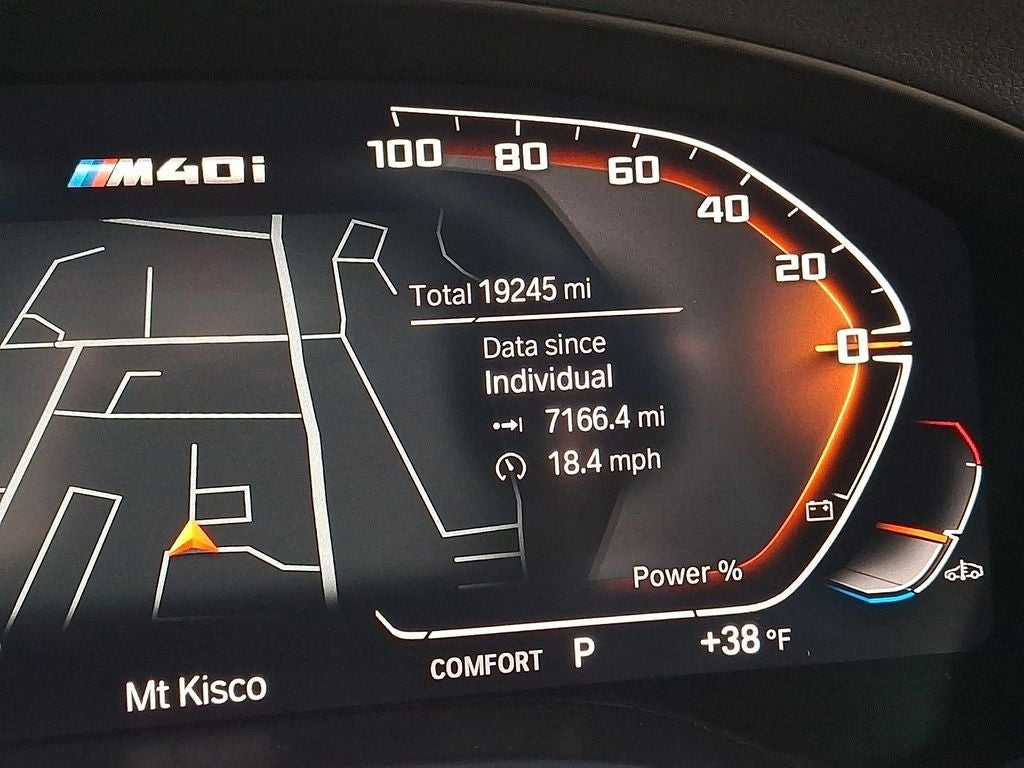 M40i
100 80 60 40 20 0
Total 19245 mi
Data since
Individual
7166.4 mi
18.4 mph
Power %
COMFORT P +38 °F
Mt Kisco